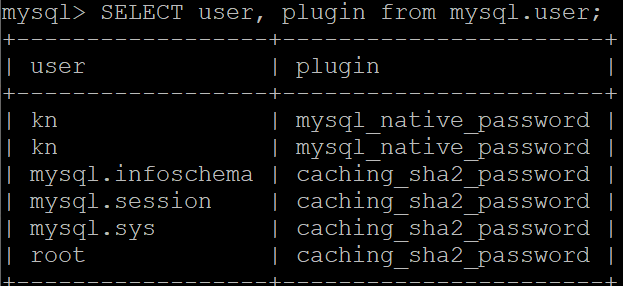 mysql> SELECT user, plugin from mysql.user;
+------------------+-----------------------+
| user             | plugin                |
+------------------+-----------------------+
| kn               | mysql_native_password |
| kn               | mysql_native_password |
| mysql.infoschema | caching_sha2_password |
| mysql.session    | caching_sha2_password |
| mysql.sys        | caching_sha2_password |
| root             | caching_sha2_password |
+------------------+-----------------------+